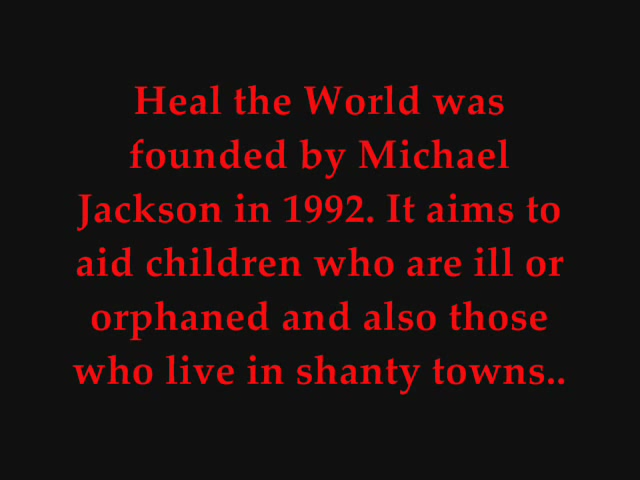 Heal the World was
founded by Michael
Jackson in 1992. It aims to
aid children who are ill or
orphaned and also those
who live in shanty towns..